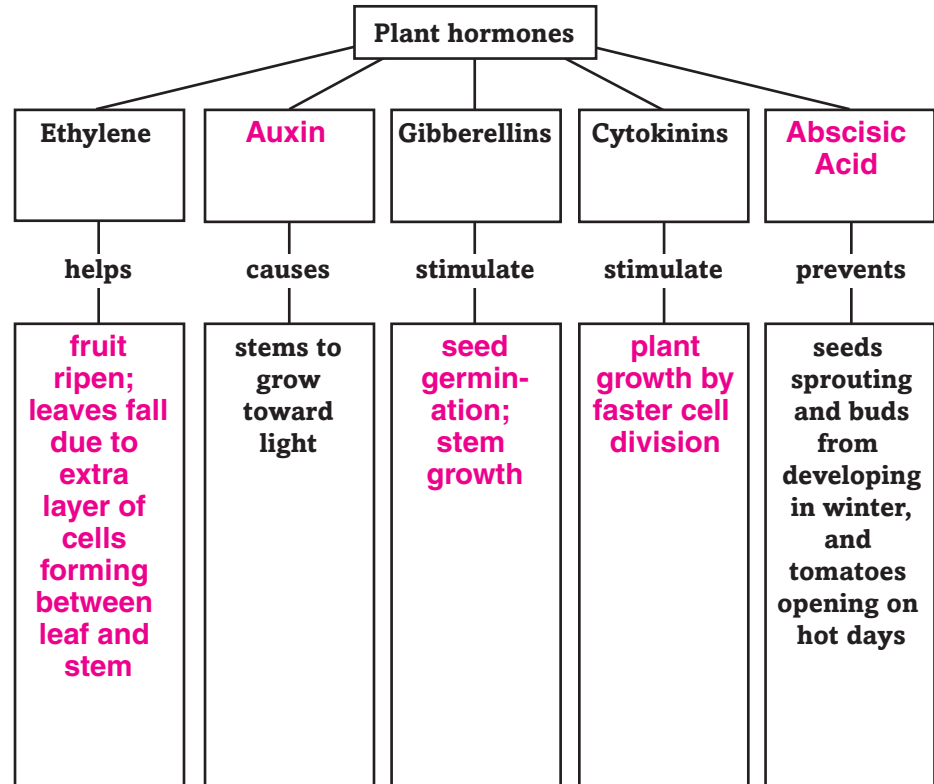 Plant hormones
Ethylene
Auxin
Gibberellins
Cytokinins
Abscisic
Acid
helps
causes
stimulate
stimulate
prevents
fruit
ripen;
leaves fall
due to
extra
layer of
cells
forming
between
leaf and
stem
stems to
grow
toward
light
seed
germin-
ation;
stem
growth
plant
growth by
faster cell
division
seeds
sprouting
and buds
from
developing
in winter,
and
tomatoes
opening on
hot days